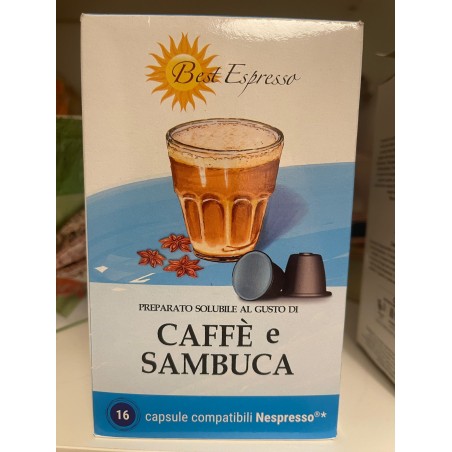 Best Espresso
PREPARATO SOLUBILE AL GUSTO DI
CAFFÈ e
SAMBUCA
16 capsule compatibili Nespresso®*